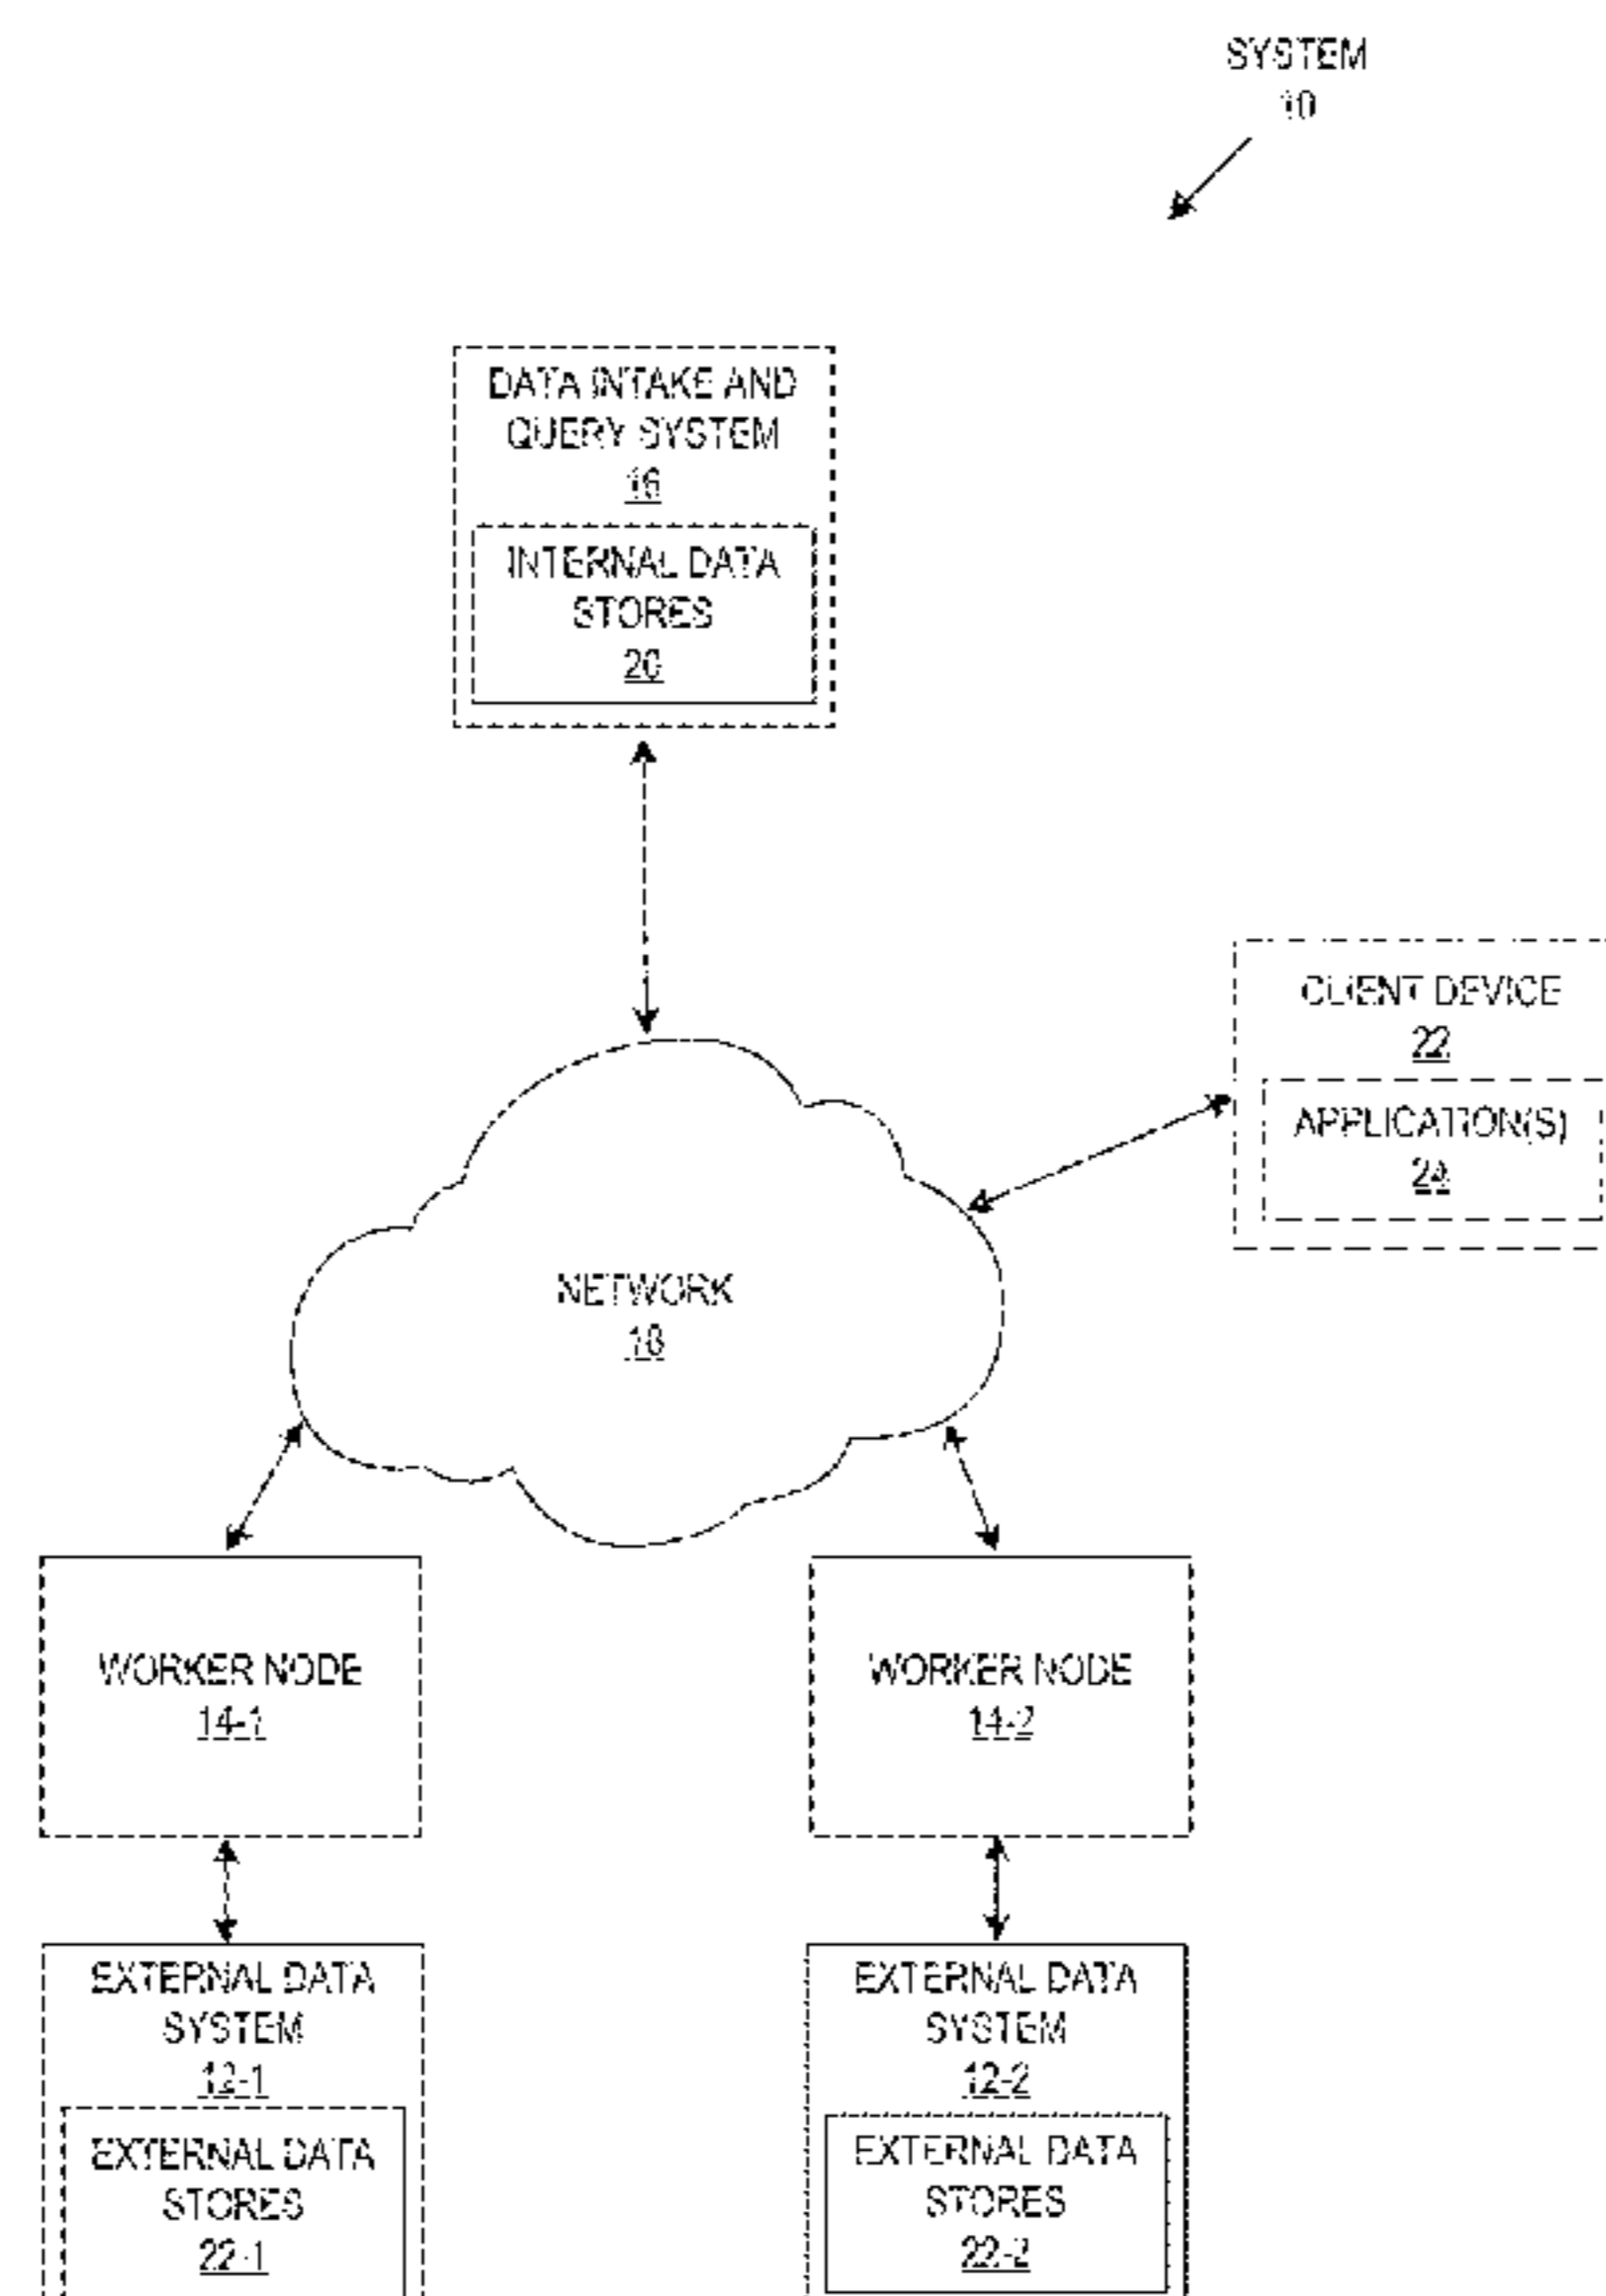 SYSTEM
10
DATA INTAKE AND
QUERY SYSTEM
16
INTERNAL DATA
STORES
20
CLIENT DEVICE
22
APPLICATION(S)
24
NETWORK
18
WORKER NODE
14-1
WORKER NODE
14-2
EXTERNAL DATA
SYSTEM
12-1
EXTERNAL DATA
STORES
22-1
EXTERNAL DATA
SYSTEM
12-2
EXTERNAL DATA
STORES
22-2